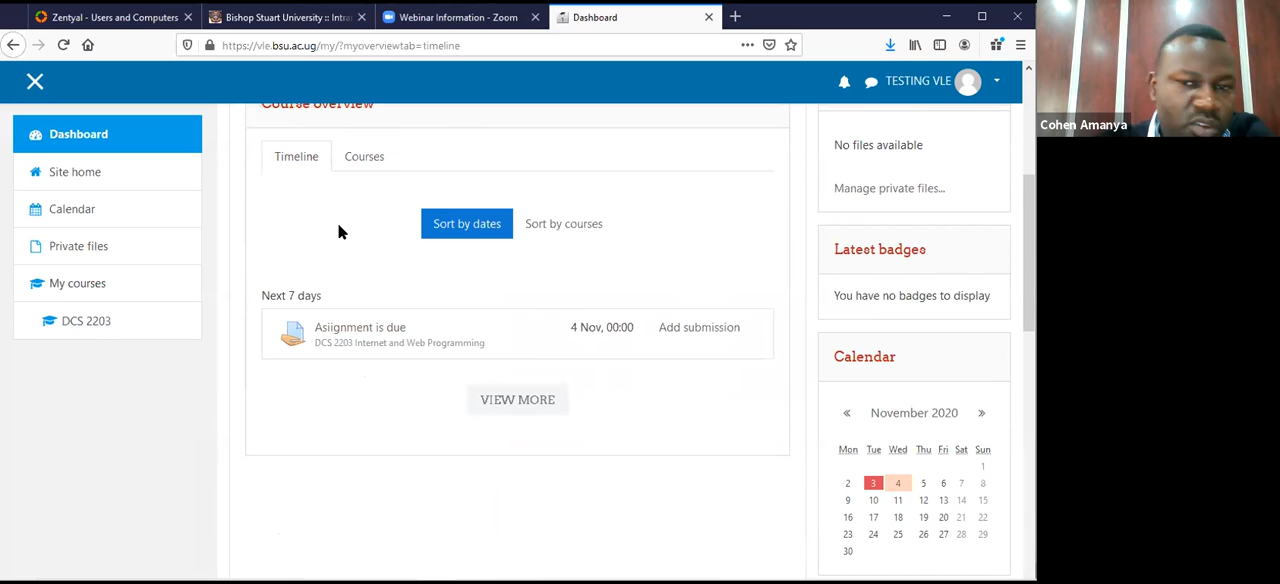 Zentyal - Users and Computers
Bishop Stuart University :: Intra
Webinar Information - Zoom
Dashboard
https://vle.bsu.ac.ug/my/?myoverviewtab=timeline
TESTING VLE
Cohen Amanya
Dashboard
Site home
Calendar
Private files
My courses
DCS 2203
Course overview
Timeline Courses
Sort by dates Sort by courses
Next 7 days
Asiignment is due 4 Nov, 00:00 Add submission
DCS 2203 Internet and Web Programming
VIEW MORE
No files available
Manage private files...
Latest badges
You have no badges to display
Calendar
« November 2020 »
Mon Tue Wed Thu Fri Sat Sun
1
2 3 4 5 6 7 8
9 10 11 12 13 14 15
16 17 18 19 20 21 22
23 24 25 26 27 28 29
30